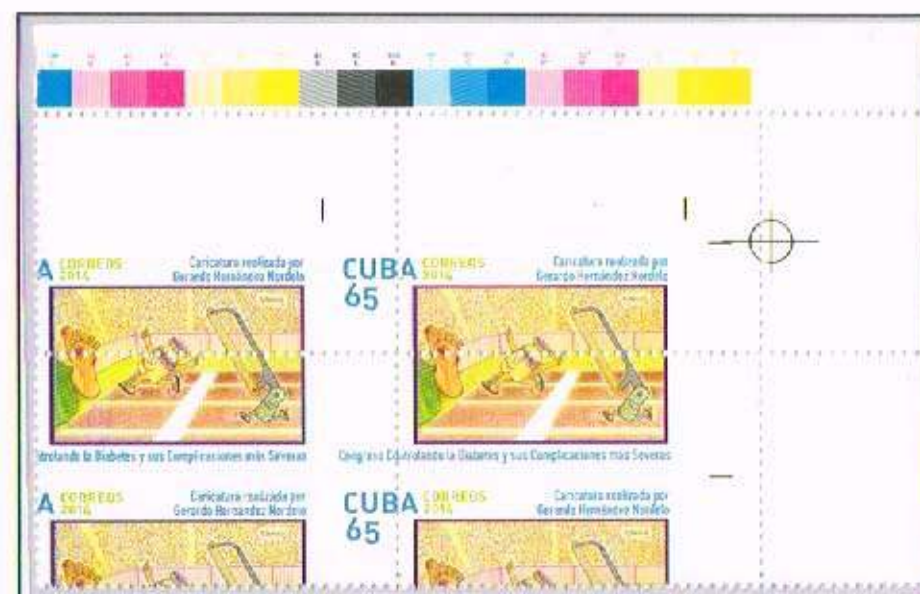 A CORREOS
2014
Caricatura realizada por
Gerardo Hernández Nordelo
CUBA
65
CORREOS
2014
Caricatura realizada por
Gerardo Hernández Nordelo
trolando la Diabetes y sus Complicaciones más Severas
Congreso Controlando la Diabetes y sus Complicaciones más Severas
A CORREOS
2014
Caricatura realizada por
Gerardo Hernández Nordelo
CUBA
65
CORREOS
2014
Caricatura realizada por
Gerardo Hernández Nordelo